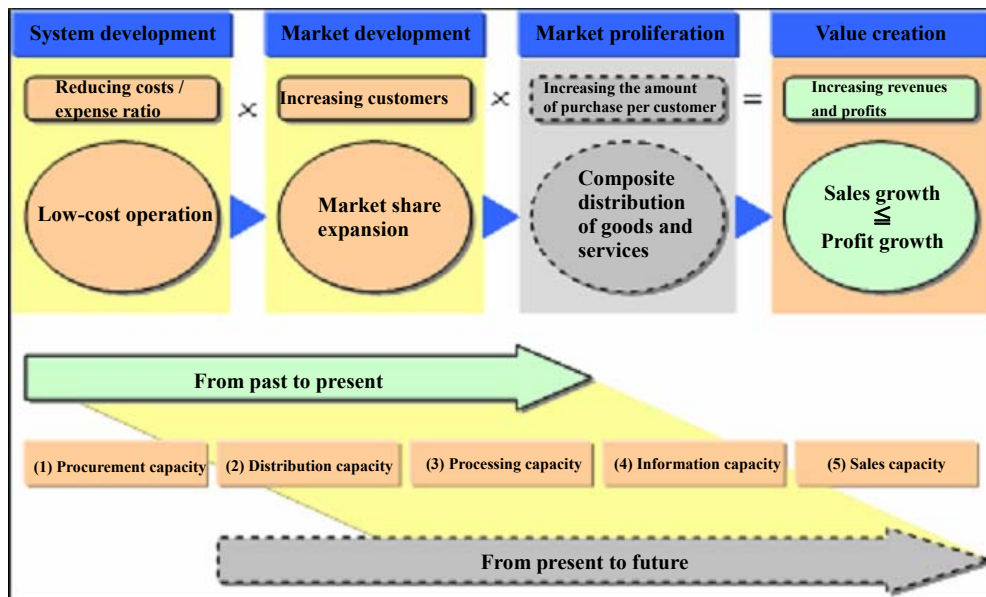 System development
Market development
Market proliferation
Value creation
Reducing costs /
expense ratio
×
Increasing customers
×
Increasing the amount
of purchase per customer
=
Increasing revenues
and profits
Low-cost operation
Market share
expansion
Composite
distribution
of goods and
services
Sales growth
≦
Profit growth
From past to present
(1) Procurement capacity
(2) Distribution capacity
(3) Processing capacity
(4) Information capacity
(5) Sales capacity
From present to future